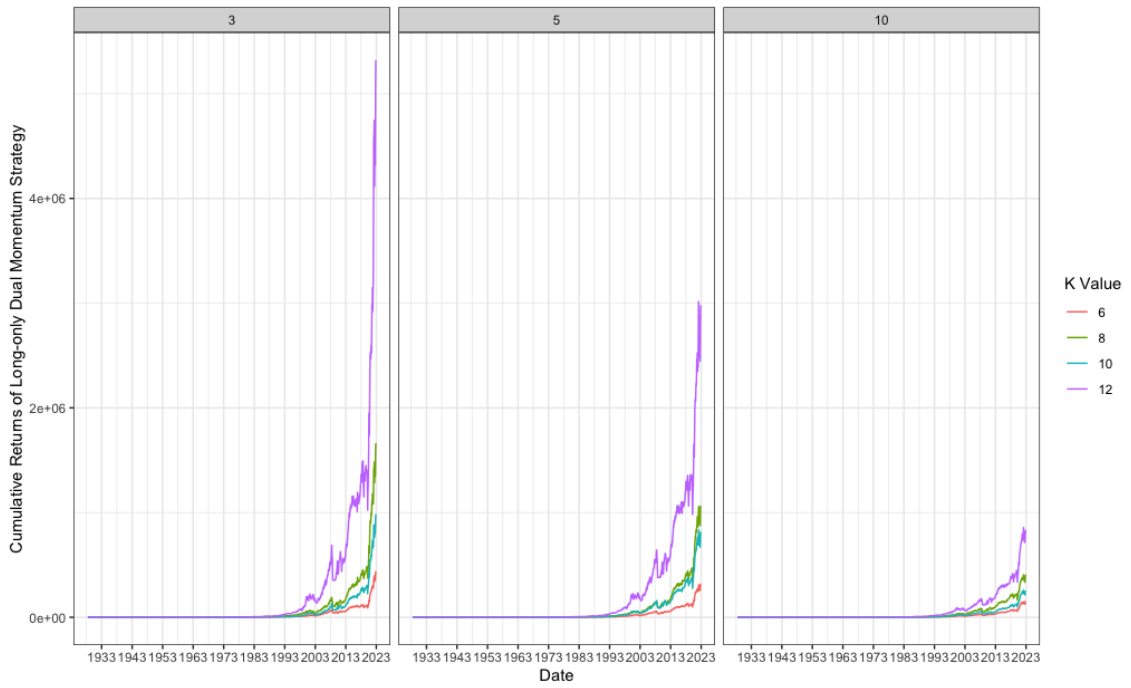 3 5 10
Cumulative Returns of Long-only Dual Momentum Strategy
4e+06
2e+06
0e+00
1933 1943 1953 1963 1973 1983 1993 2003 2013 2023 1933 1943 1953 1963 1973 1983 1993 2003 2013 2023 1933 1943 1953 1963 1973 1983 1993 2003 2013 2023
Date
K Value
6
8
10
12